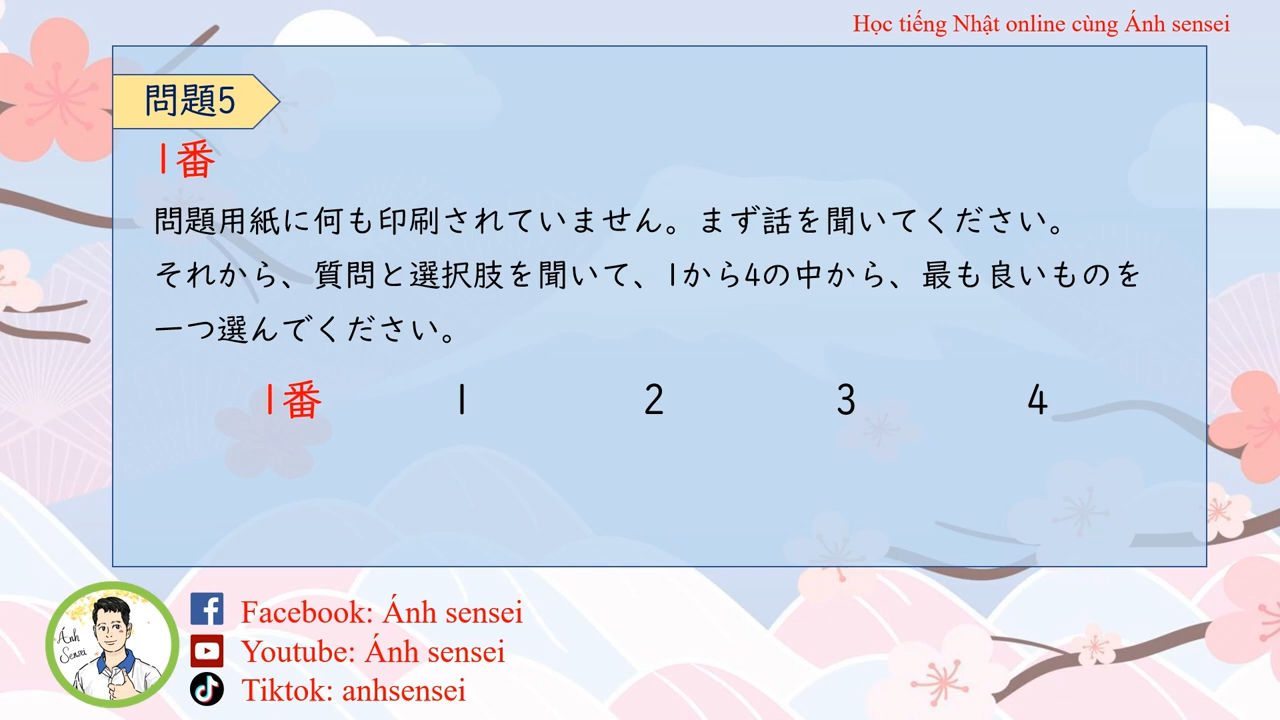 Học tiếng Nhật online cùng Ánh sensei
問題5
1番
問題用紙に何も印刷されていません。まず話を聞いてください。
それから、質問と選択肢を聞いて、1から4の中から、最も良いものを
一つ選んでください。
1番 1 2 3 4
Ánh
Sensei
Facebook: Ánh sensei
Youtube: Ánh sensei
Tiktok: anhsensei